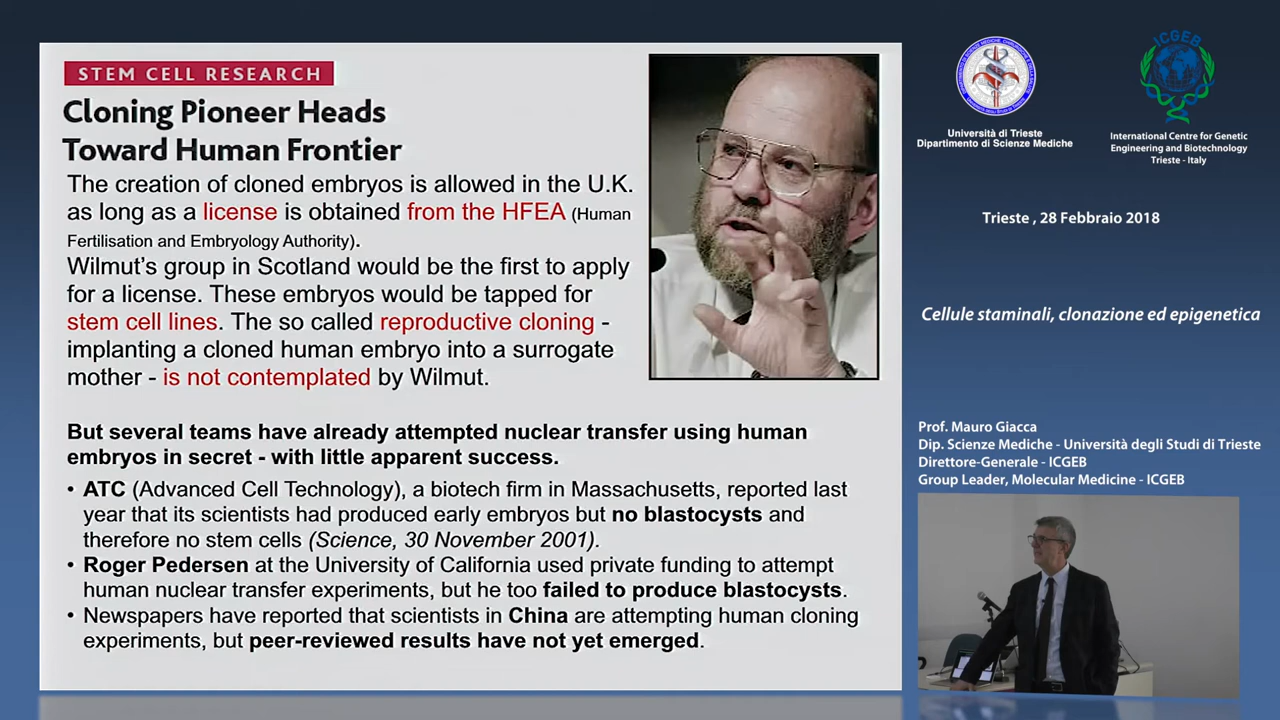 STEM CELL RESEARCH
Cloning Pioneer Heads
Toward Human Frontier
The creation of cloned embryos is allowed in the U.K.
as long as a license is obtained from the HFEA (Human
Fertilisation and Embryology Authority).
Wilmut's group in Scotland would be the first to apply
for a license. These embryos would be tapped for
stem cell lines. The so called reproductive cloning -
implanting a cloned human embryo into a surrogate
mother - is not contemplated by Wilmut.
But several teams have already attempted nuclear transfer using human
embryos in secret - with little apparent success.
• ATC (Advanced Cell Technology), a biotech firm in Massachusetts, reported last
year that its scientists had produced early embryos but no blastocysts and
therefore no stem cells (Science, 30 November 2001).
• Roger Pedersen at the University of California used private funding to attempt
human nuclear transfer experiments, but he too failed to produce blastocysts.
• Newspapers have reported that scientists in China are attempting human cloning
experiments, but peer-reviewed results have not yet emerged.
Università di Trieste
Dipartimento di Scienze Mediche
ICGEB
International Centre for Genetic
Engineering and Biotechnology
Trieste - Italy
Trieste , 28 Febbraio 2018
Cellule staminali, clonazione ed epigenetica
Prof. Mauro Giacca
Dip. Scienze Mediche - Università degli Studi di Trieste
Direttore-Generale - ICGEB
Group Leader, Molecular Medicine - ICGEB